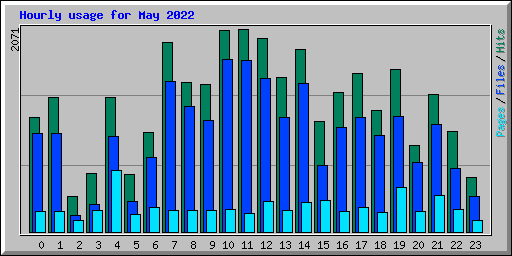 Hourly usage for May 2022
2071
Pages/Files/Hits
0 1 2 3 4 5 6 7 8 9 10 11 12 13 14 15 16 17 18 19 20 21 22 23